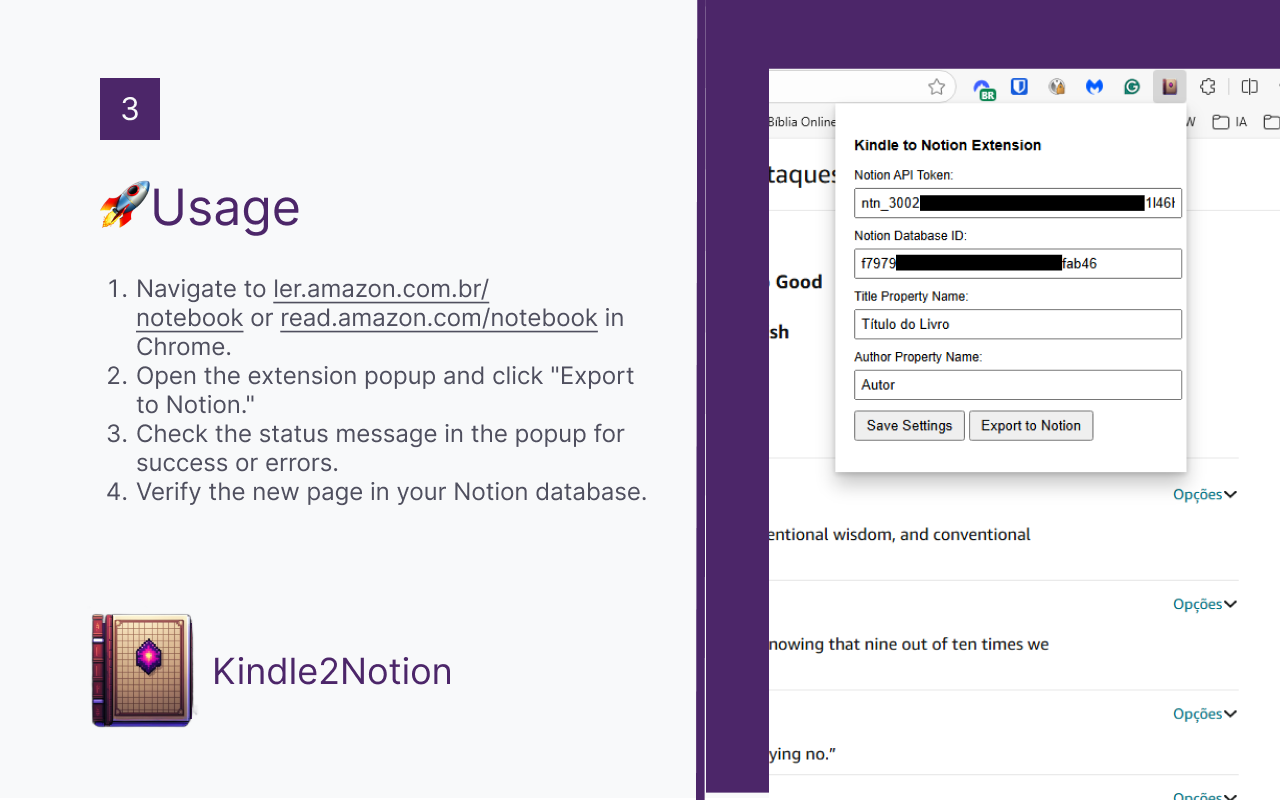 3
🚀Usage
1. Navigate to ler.amazon.com.br/
notebook or read.amazon.com/notebook in
Chrome.
2. Open the extension popup and click "Export
to Notion."
3. Check the status message in the popup for
success or errors.
4. Verify the new page in your Notion database.
Kindle2Notion
BR
Bíblia Online
W
IA
taques
Kindle to Notion Extension
Notion API Token:
ntn_3002 1I46
Notion Database ID:
f7979 fab46
Title Property Name:
Título do Livro
Author Property Name:
Autor
Save Settings Export to Notion
Good
sh
Opções
entional wisdom, and conventional
Opções
nowing that nine out of ten times we
Opções
ying no.”
Opções